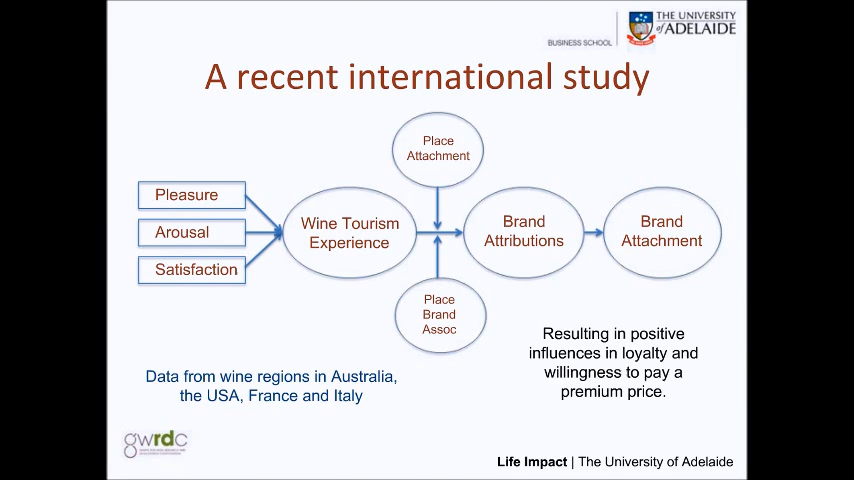 THE UNIVERSITY
of ADELAIDE
BUSINESS SCHOOL
A recent international study
Place
Attachment
Pleasure
Arousal
Satisfaction
Wine Tourism
Experience
Brand
Attributions
Brand
Attachment
Place
Brand
Assoc
Resulting in positive
influences in loyalty and
willingness to pay a
premium price.
Data from wine regions in Australia,
the USA, France and Italy
gwrdc
Life Impact | The University of Adelaide